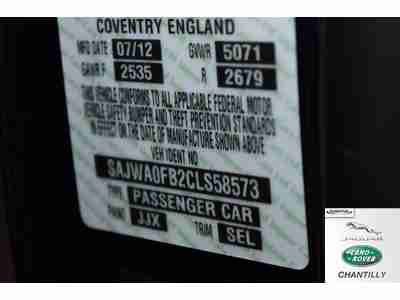 COVENTRY ENGLAND
MFG DATE 07/12 GVWR 5071
GAWR F 2535 R 2679
THIS VEHICLE CONFORMS TO ALL APPLICABLE FEDERAL MOTOR
VEHICLE SAFETY BUMPER AND THEFT PREVENTION STANDARDS
IN EFFECT ON THE DATE OF MANUFACTURE SHOWN ABOVE
VEH IDENT NO
SAJWA0FB2CLS58573
TYPE PASSENGER CAR
PAINT JJX TRIM SEL
JAGUAR
LAND ROVER
CHANTILLY